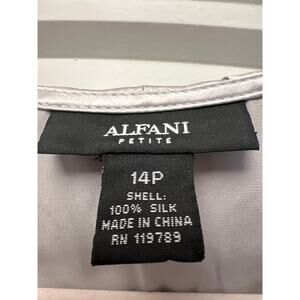 ALFANI
PETITE
14P
SHELL:
100% SILK
MADE IN CHINA
RN 119789